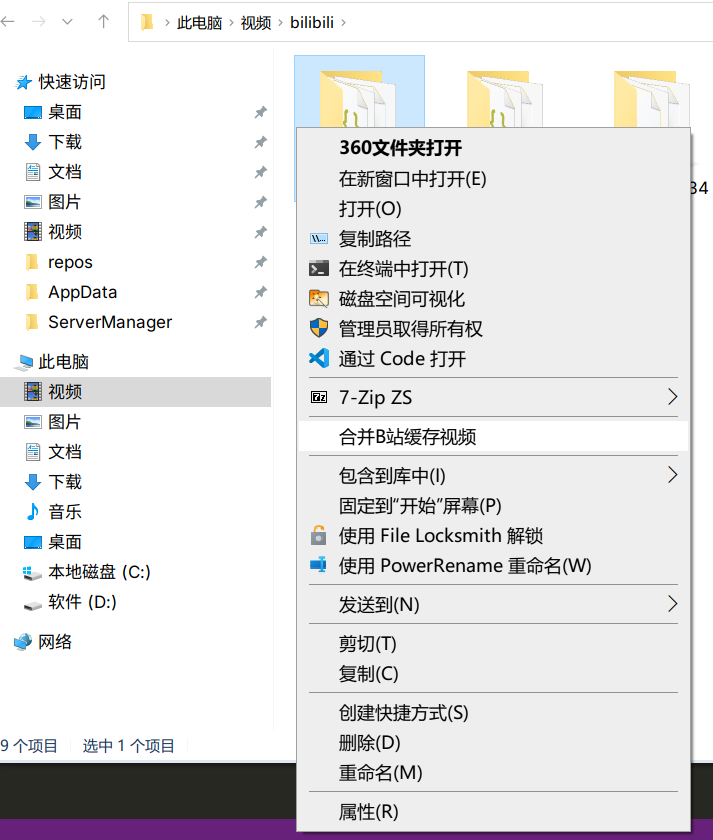 此电脑 › 视频 › bilibili ›
快速访问
桌面
下载
文档
图片
视频
repos
AppData
ServerManager
此电脑
视频
图片
文档
下载
音乐
桌面
本地磁盘 (C:)
软件 (D:)
网络
9 个项目
选中 1 个项目
34
360文件夹打开
在新窗口中打开(E)
打开(O)
复制路径
在终端中打开(T)
磁盘空间可视化
管理员取得所有权
通过 Code 打开
7-Zip ZS
合并B站缓存视频
包含到库中(I)
固定到“开始”屏幕(P)
使用 File Locksmith 解锁
使用 PowerRename 重命名(W)
发送到(N)
剪切(T)
复制(C)
创建快捷方式(S)
删除(D)
重命名(M)
属性(R)